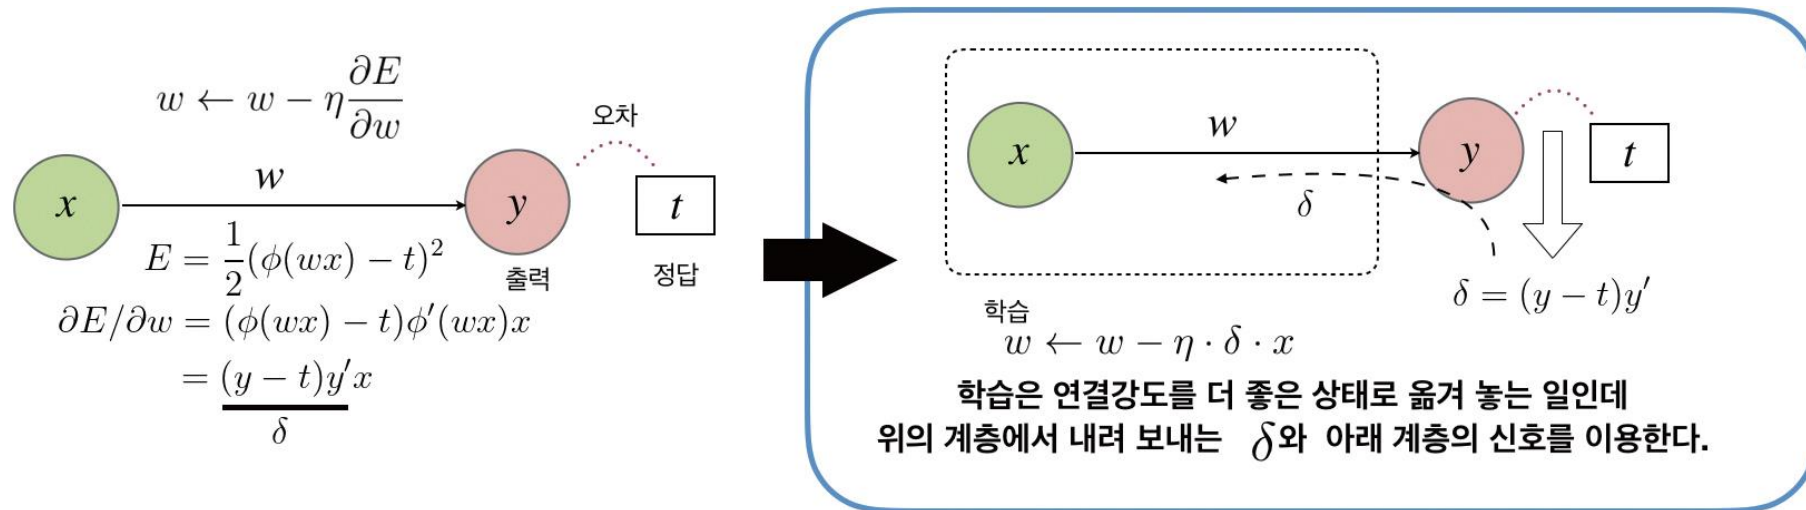 w ← w − η ∂E/∂w
오차
x
w
y
t
E = 1/2(ϕ(wx) − t)²
출력
정답
∂E/∂w = (ϕ(wx) − t)ϕ′(wx)x
= (y − t)y′x
δ
x
w
y
t
δ
δ = (y − t)y′
학습
w ← w − η · δ · x
학습은 연결강도를 더 좋은 상태로 옮겨 놓는 일인데
위의 계층에서 내려 보내는 δ와 아래 계층의 신호를 이용한다.